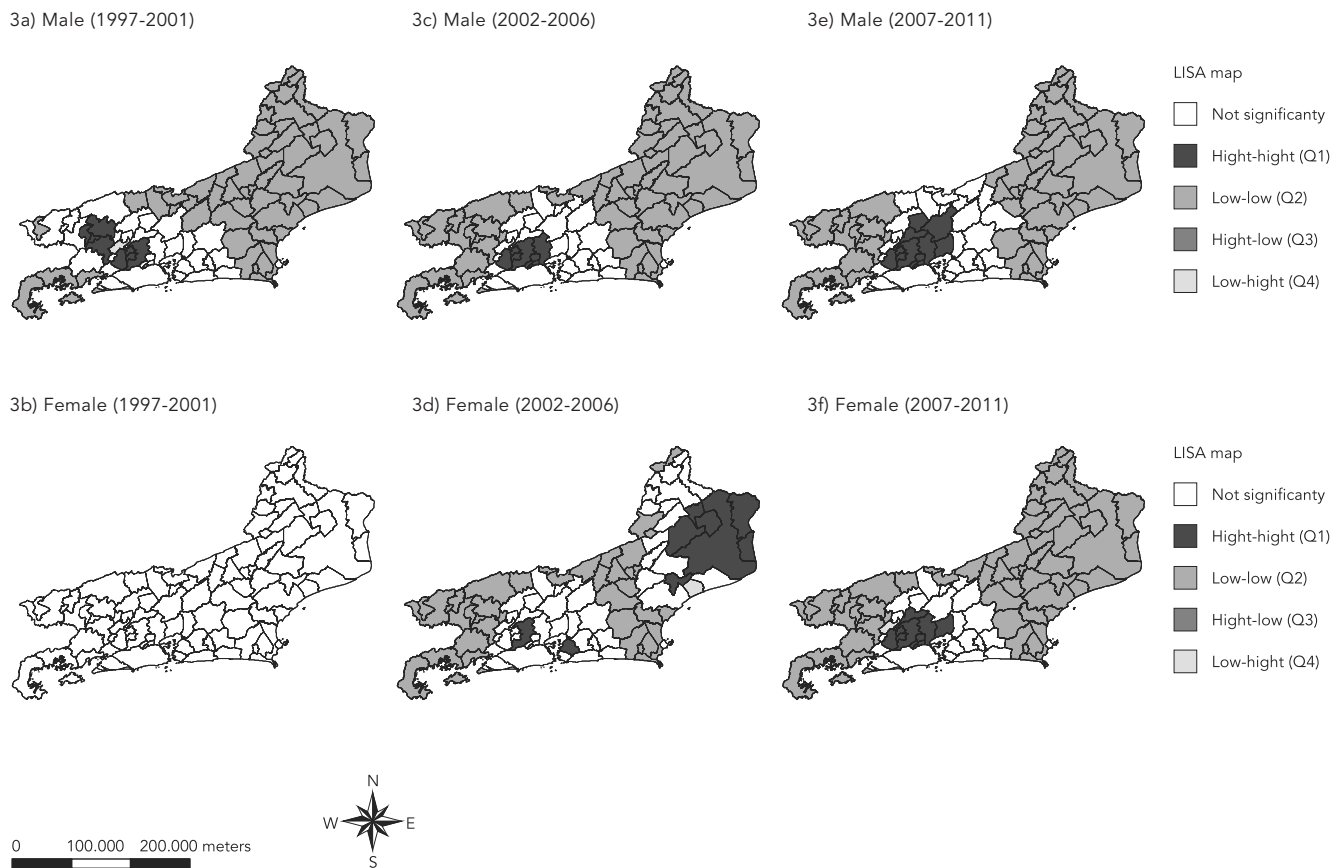 3a) Male (1997-2001)
3c) Male (2002-2006)
3e) Male (2007-2011)
LISA map
Not significanty
Hight-hight (Q1)
Low-low (Q2)
Hight-low (Q3)
Low-hight (Q4)
3b) Female (1997-2001)
3d) Female (2002-2006)
3f) Female (2007-2011)
LISA map
Not significanty
Hight-hight (Q1)
Low-low (Q2)
Hight-low (Q3)
Low-hight (Q4)
N
W E
S
0 100.000 200.000 meters